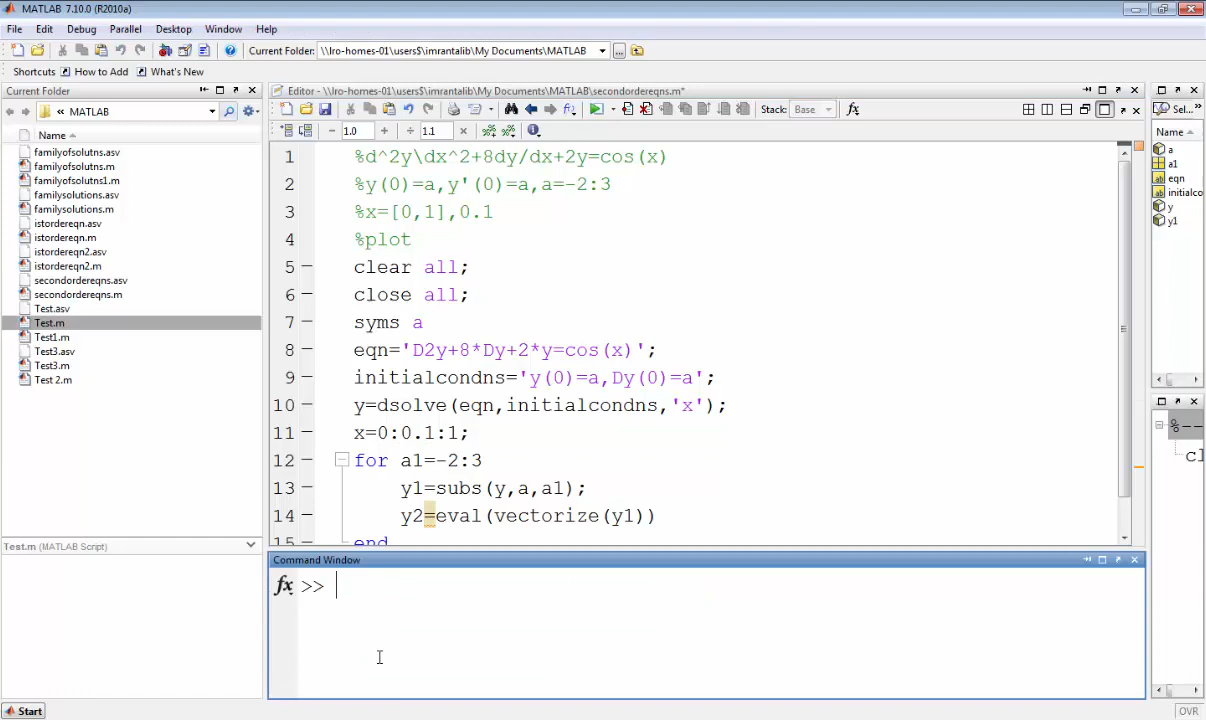 MATLAB 7.10.0 (R2010a)
File Edit Debug Parallel Desktop Window Help
Current Folder: \\lro-homes-01\users$\imrantalib\My Documents\MATLAB
Shortcuts How to Add What's New
Current Folder
« MATLAB
Name
familyofsolutns.asv
familyofsolutns.m
familyofsolutns1.m
familysolutions.asv
familysolutions.m
istordereqn.asv
istordereqn.m
istordereqn2.asv
istordereqn2.m
secondordereqns.asv
secondordereqns.m
Test.asv
Test.m
Test1.m
Test3.asv
Test3.m
Test 2.m
Test.m (MATLAB Script)
Start
Editor - \\lro-homes-01\users$\imrantalib\My Documents\MATLAB\secondordereqns.m*
Stack: Base
1.0 1.1
1 %d^2y\dx^2+8dy/dx+2y=cos(x)
2 %y(0)=a,y'(0)=a,a=-2:3
3 %x=[0,1],0.1
4 %plot
5 clear all;
6 close all;
7 syms a
8 eqn='D2y+8*Dy+2*y=cos(x)';
9 initialcondns='y(0)=a,Dy(0)=a';
10 y=dsolve(eqn,initialcondns,'x');
11 x=0:0.1:1;
12 for a1=-2:3
13 y1=subs(y,a,a1);
14 y2=eval(vectorize(y1))
15 end
Command Window
fx >>
Sel...
Name
a
a1
eqn
initialco
y
y1
%--
cl
OVR